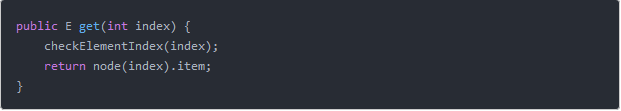 public E get(int index) {
    checkElementIndex(index);
    return node(index).item;
}